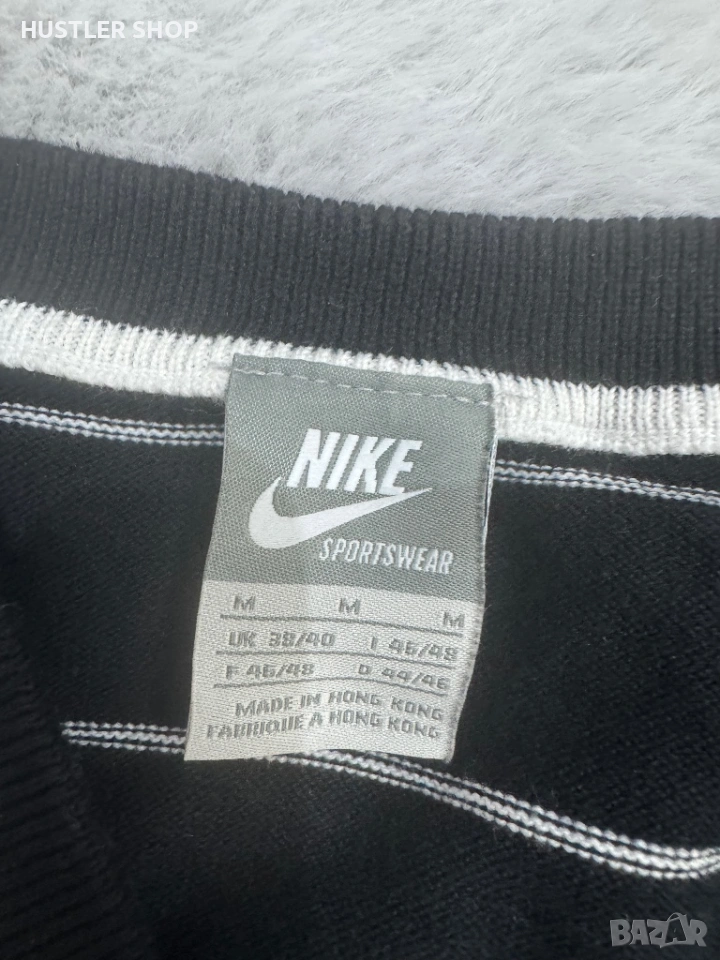 HUSTLER SHOP
NIKE
SPORTSWEAR
M M M
UK 38/40 I 46/48
F 46/48 D 44/46
MADE IN HONG KONG
FABRIQUE A HONG KONG
BAZAR